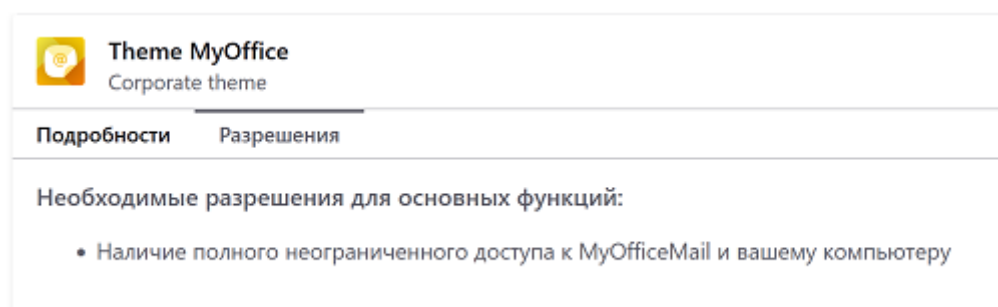 Theme MyOffice
Corporate theme
Подробности Разрешения
Необходимые разрешения для основных функций:
• Наличие полного неограниченного доступа к MyOfficeMail и вашему компьютеру